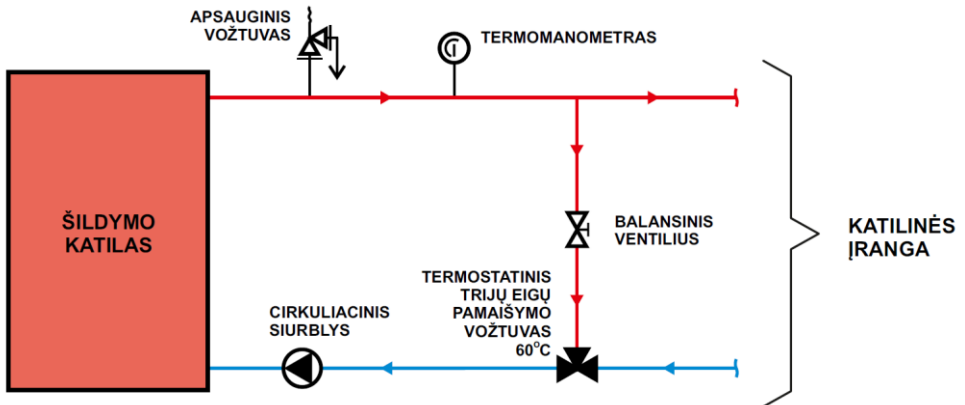 APSAUGINIS
VOŽTUVAS
TERMOMANOMETRAS
ŠILDYMO
KATILAS
BALANSINIS
VENTILIUS
KATILINĖS
ĮRANGA
TERMOSTATINIS
TRIJŲ EIGŲ
PAMAIŠYMO
VOŽTUVAS
60°C
CIRKULIACINIS
SIURBLYS